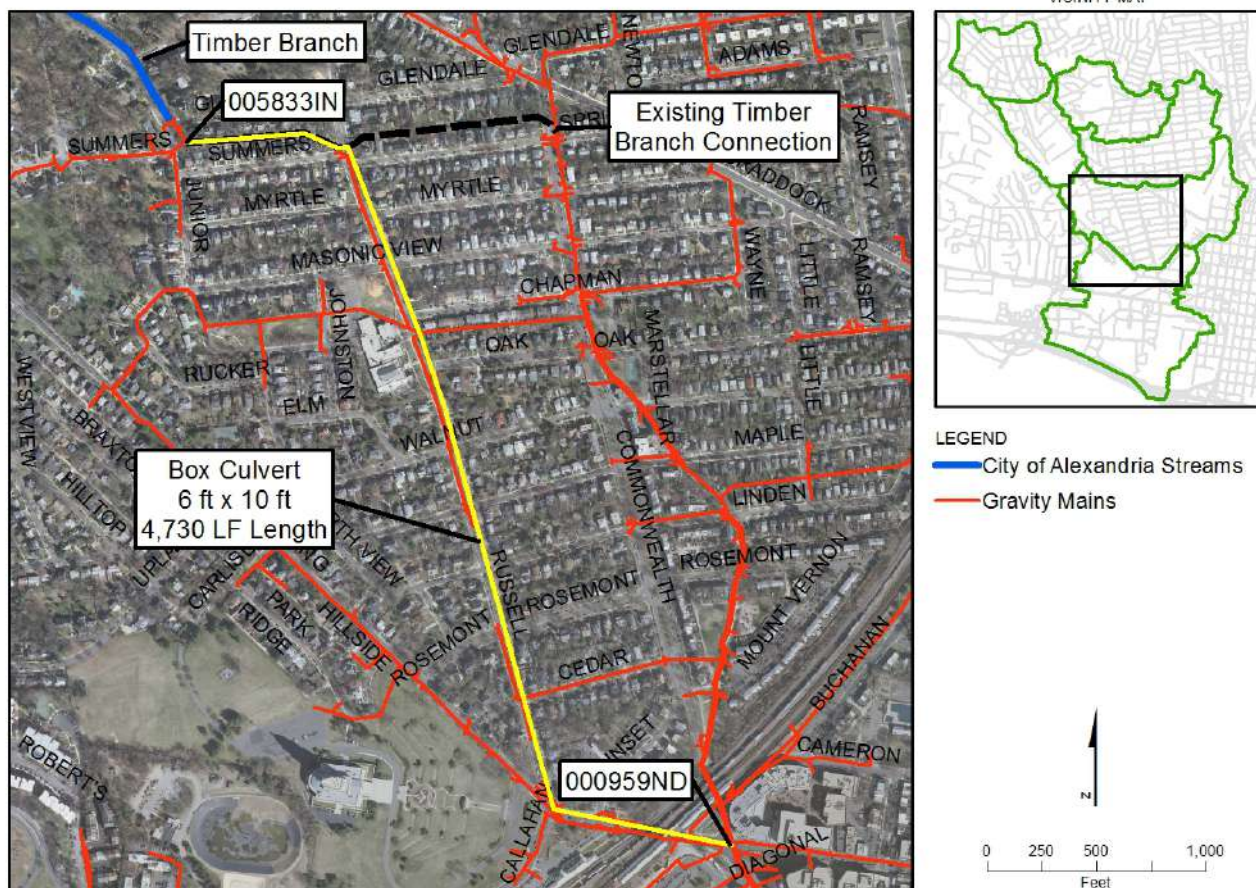 Timber Branch
005833IN
Existing Timber
Branch Connection
GLENDALE
GLENDALE
ADAMS
SUMMERS
SUMMERS
JUNIOR
MYRTLE
MYRTLE
MASONIC VIEW
CHAPMAN
WAYNE
LITTLE
RAMSEY
RAMSEY
JOHNSTON
OAK
OAK
MARSTELLAR
RUCKER
ELM
WALNUT
LITTLE
MAPLE
WESTVIEW
HILLTOP
COMMONWEALTH
LINDEN
Box Culvert
6 ft x 10 ft
4,730 LF Length
RUSSELL
ROSEMONT
ROSEMONT
ROSEMONT
PARK
RIDGE
HILLSIDE
CEDAR
MOUNT VERNON
BUCHANAN
CAMERON
ROBERT'S
000959ND
CALLAHAN
DIAGONAL
LEGEND
City of Alexandria Streams
Gravity Mains
N
0 250 500 1,000
Feet